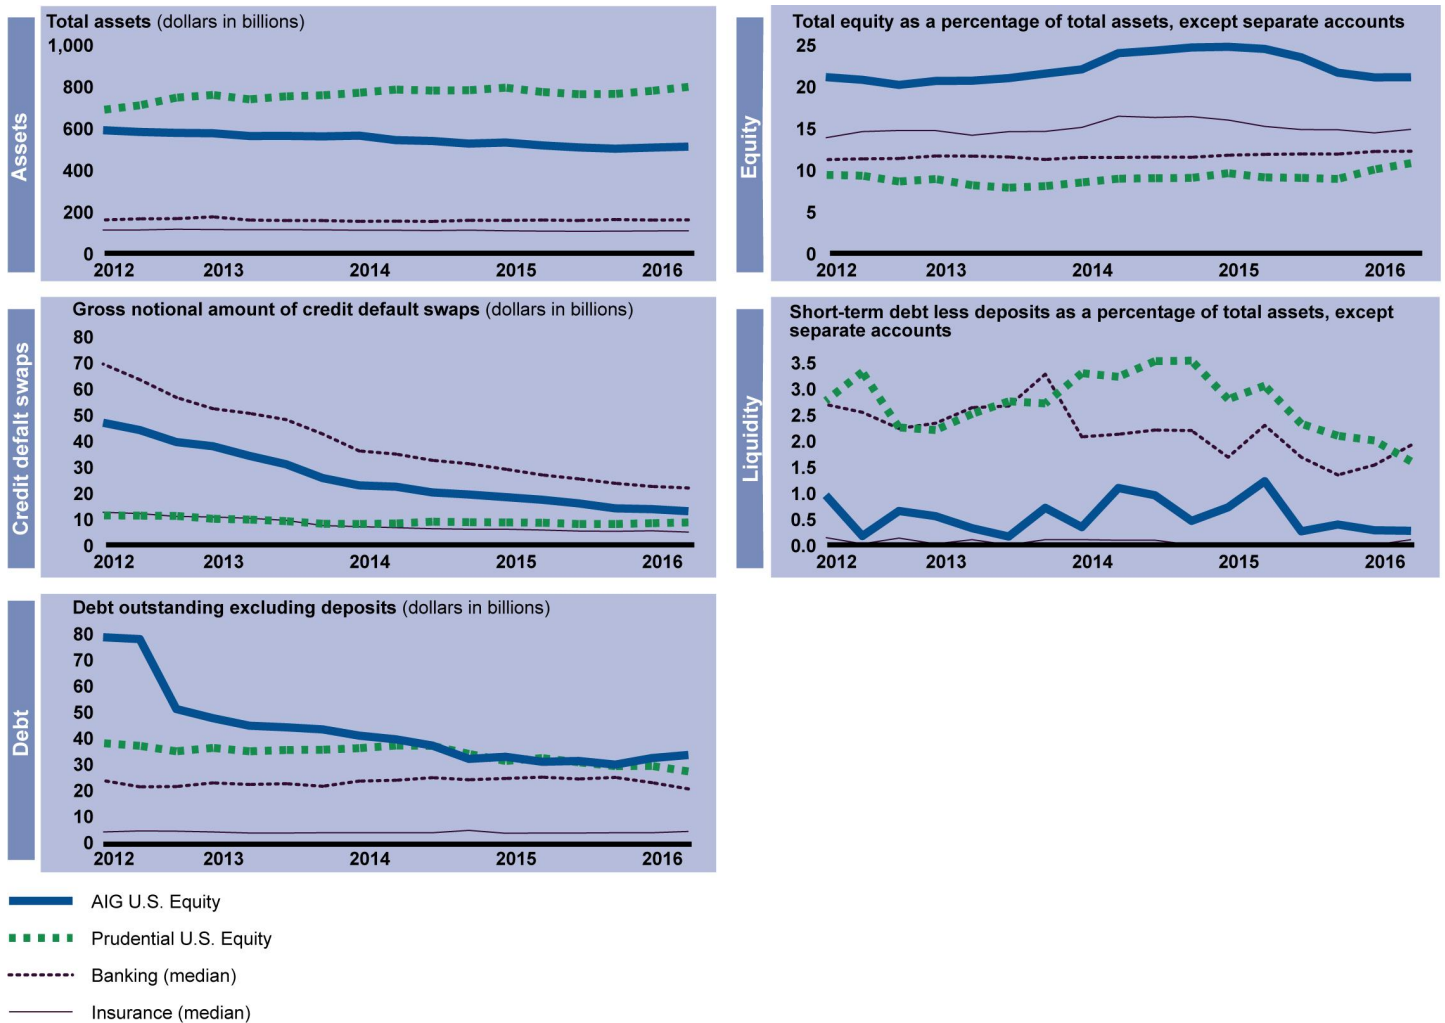 Assets
Total assets (dollars in billions)
1,000
800
600
400
200
0
2012 2013 2014 2015 2016
Equity
Total equity as a percentage of total assets, except separate accounts
25
20
15
10
5
0
2012 2013 2014 2015 2016
Credit defalt swaps
Gross notional amount of credit default swaps (dollars in billions)
80
70
60
50
40
30
20
10
0
2012 2013 2014 2015 2016
Liquidity
Short-term debt less deposits as a percentage of total assets, except
separate accounts
3.5
3.0
2.5
2.0
1.5
1.0
0.5
0.0
2012 2013 2014 2015 2016
Debt
Debt outstanding excluding deposits (dollars in billions)
80
70
60
50
40
30
20
10
0
2012 2013 2014 2015 2016
AIG U.S. Equity
Prudential U.S. Equity
Banking (median)
Insurance (median)